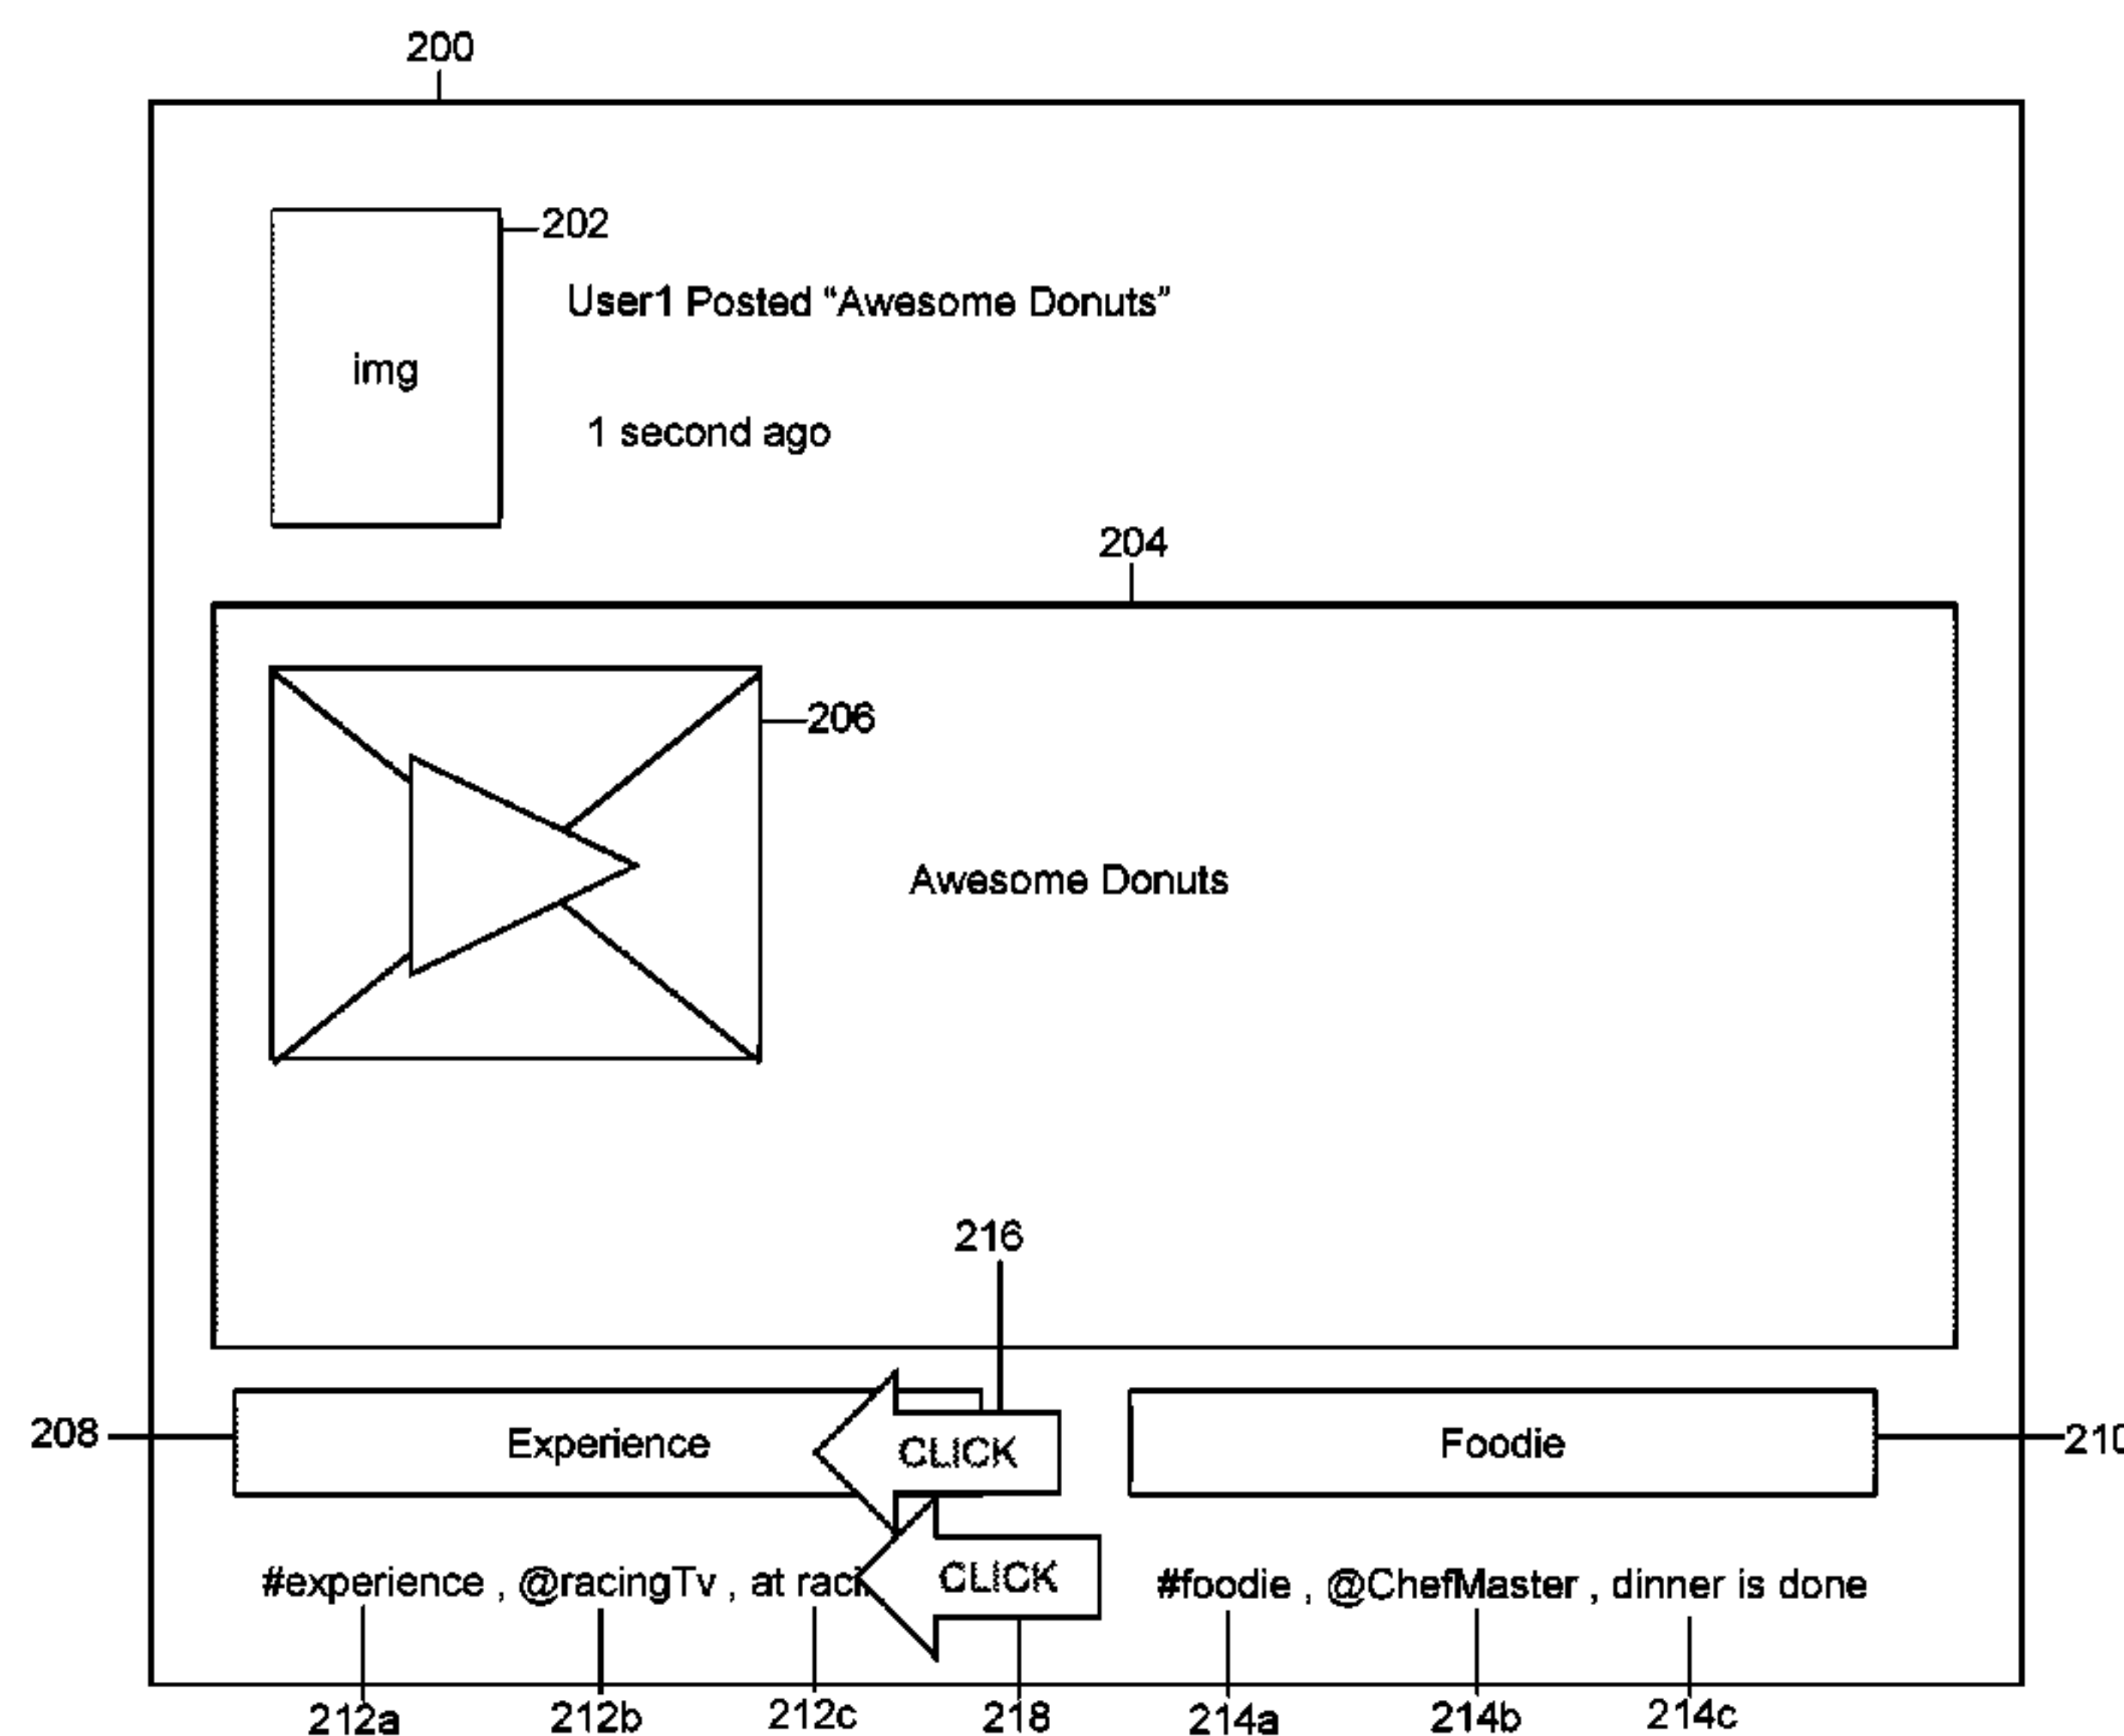 200
202
User1 Posted “Awesome Donuts”
img
1 second ago
204
206
Awesome Donuts
216
208 Experience CLICK Foodie 210
#experience , @racingTv , at CLICK #foodie , @ChefMaster , dinner is done
212a 212b 212c 218 214a 214b 214c